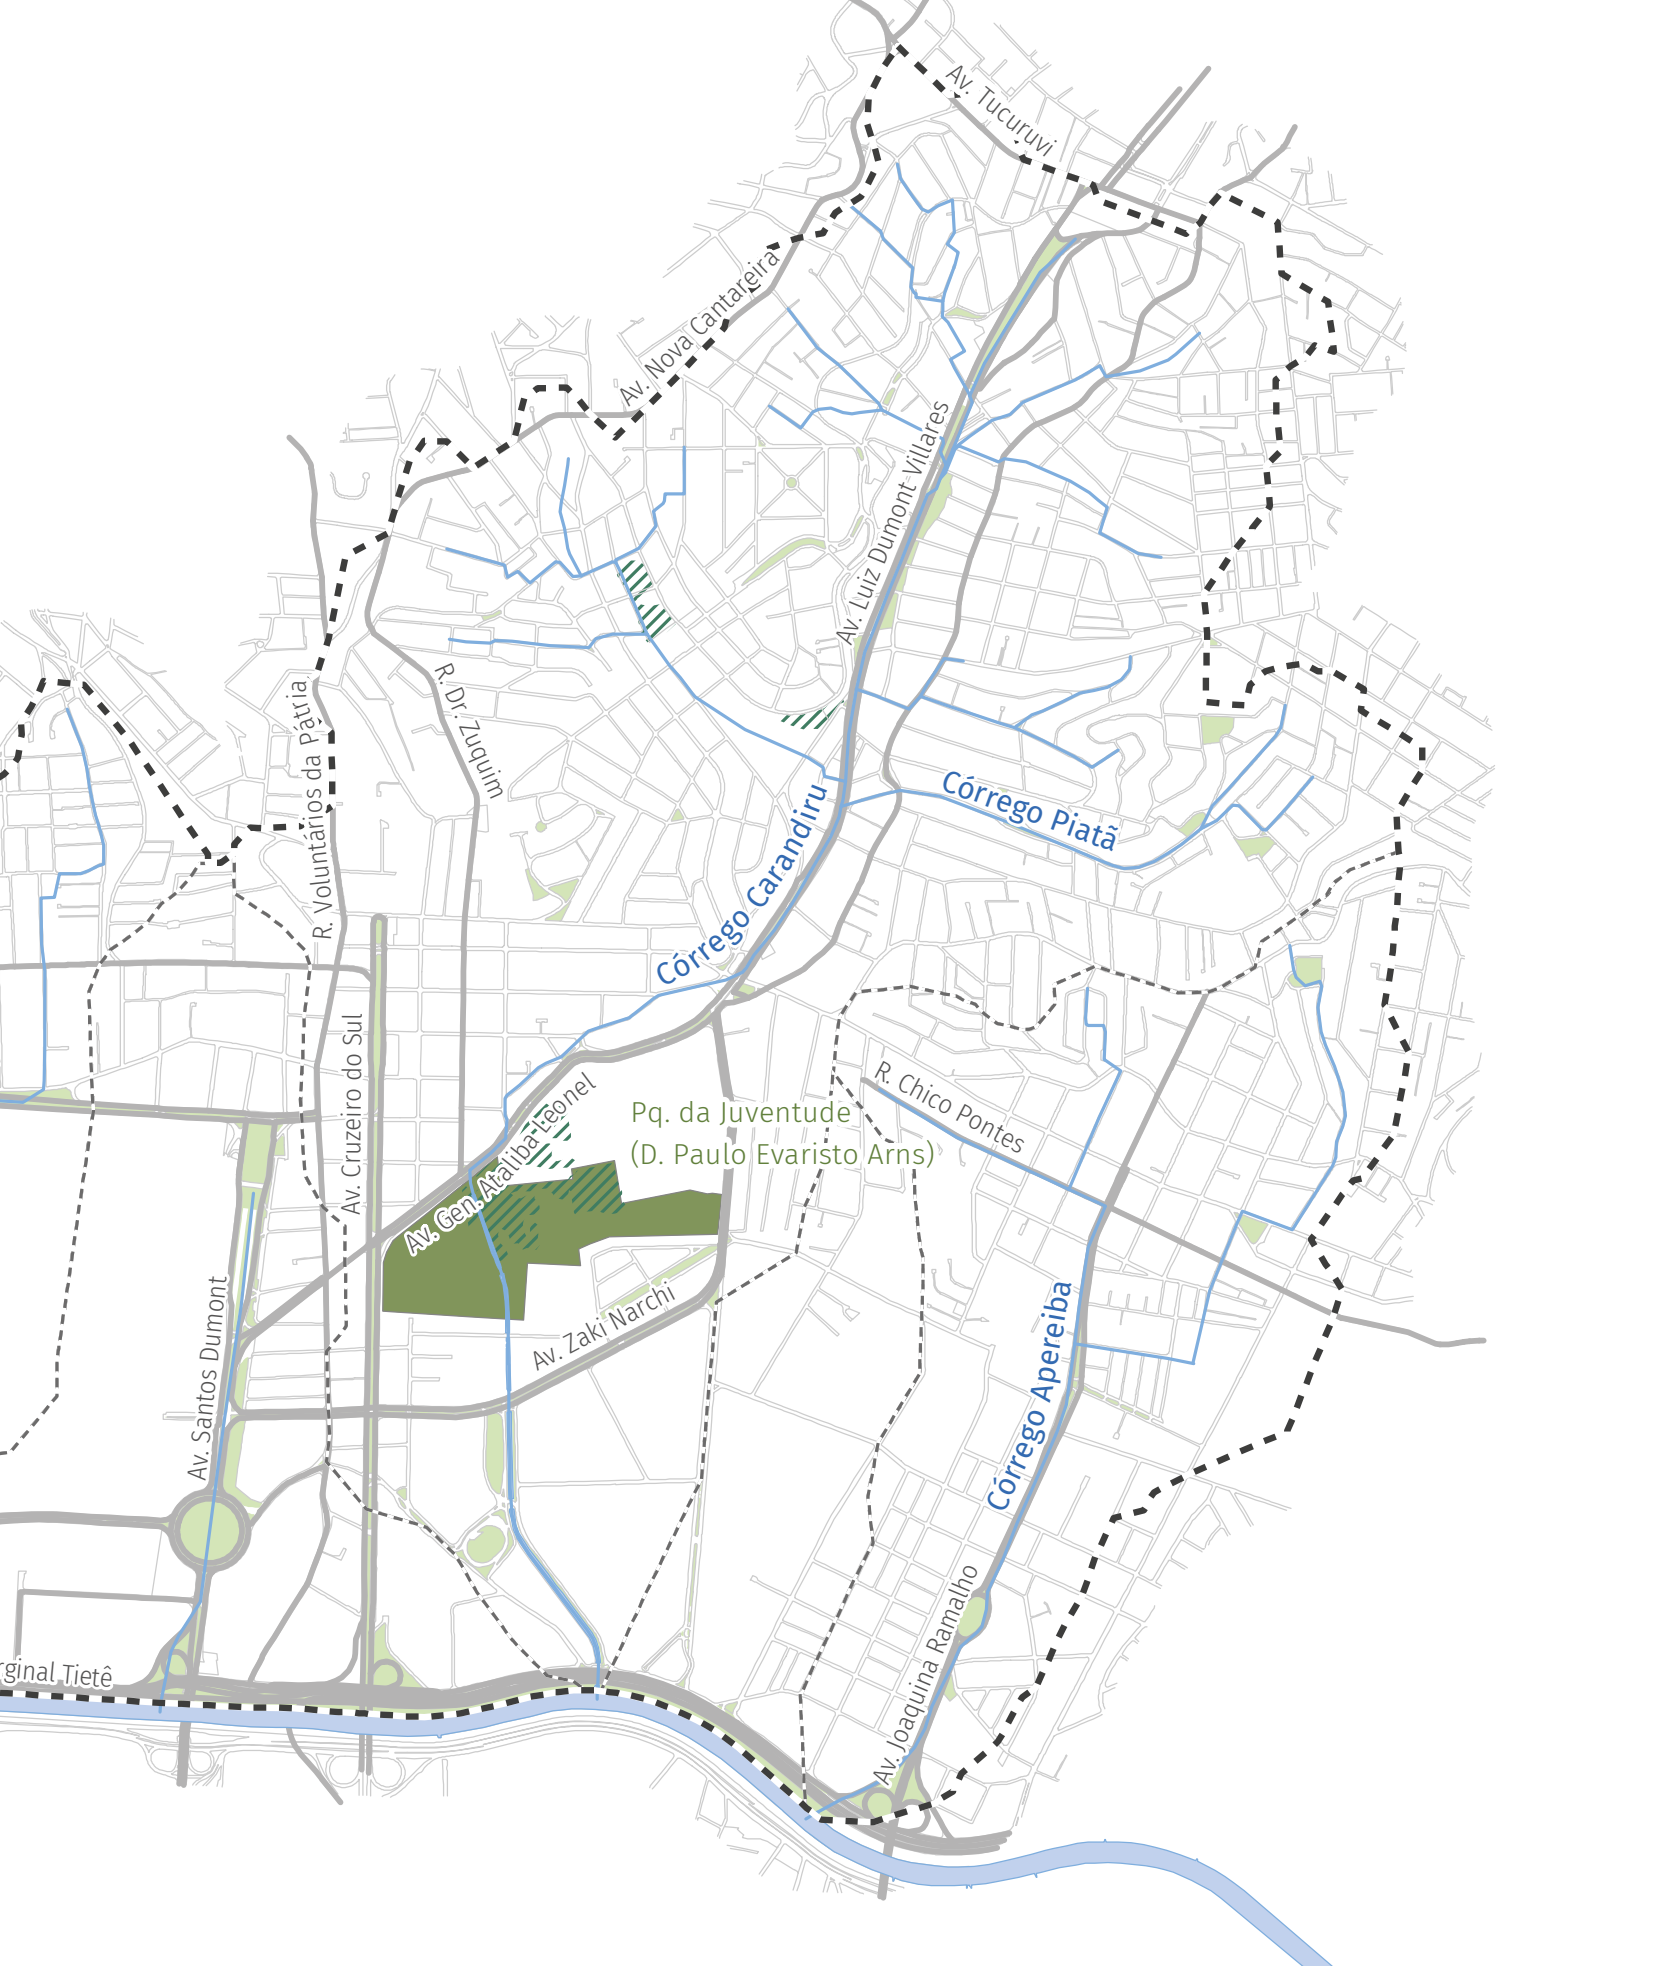 Av. Tucuruvi
Av. Nova Cantareira
Av. Luiz Dumont Villares
R. Dr. Zuquim
R. Voluntários da Pátria
Córrego Piatã
Córrego Carandiru
Av. Cruzeiro do Sul
R. Chico Pontes
Av. Gen. Ataliba Leonel
Pq. da Juventude
(D. Paulo Evaristo Arns)
Av. Santos Dumont
Av. Zaki Narchi
Córrego Apereiba
Av. Joaquina Ramalho
rginal Tietê